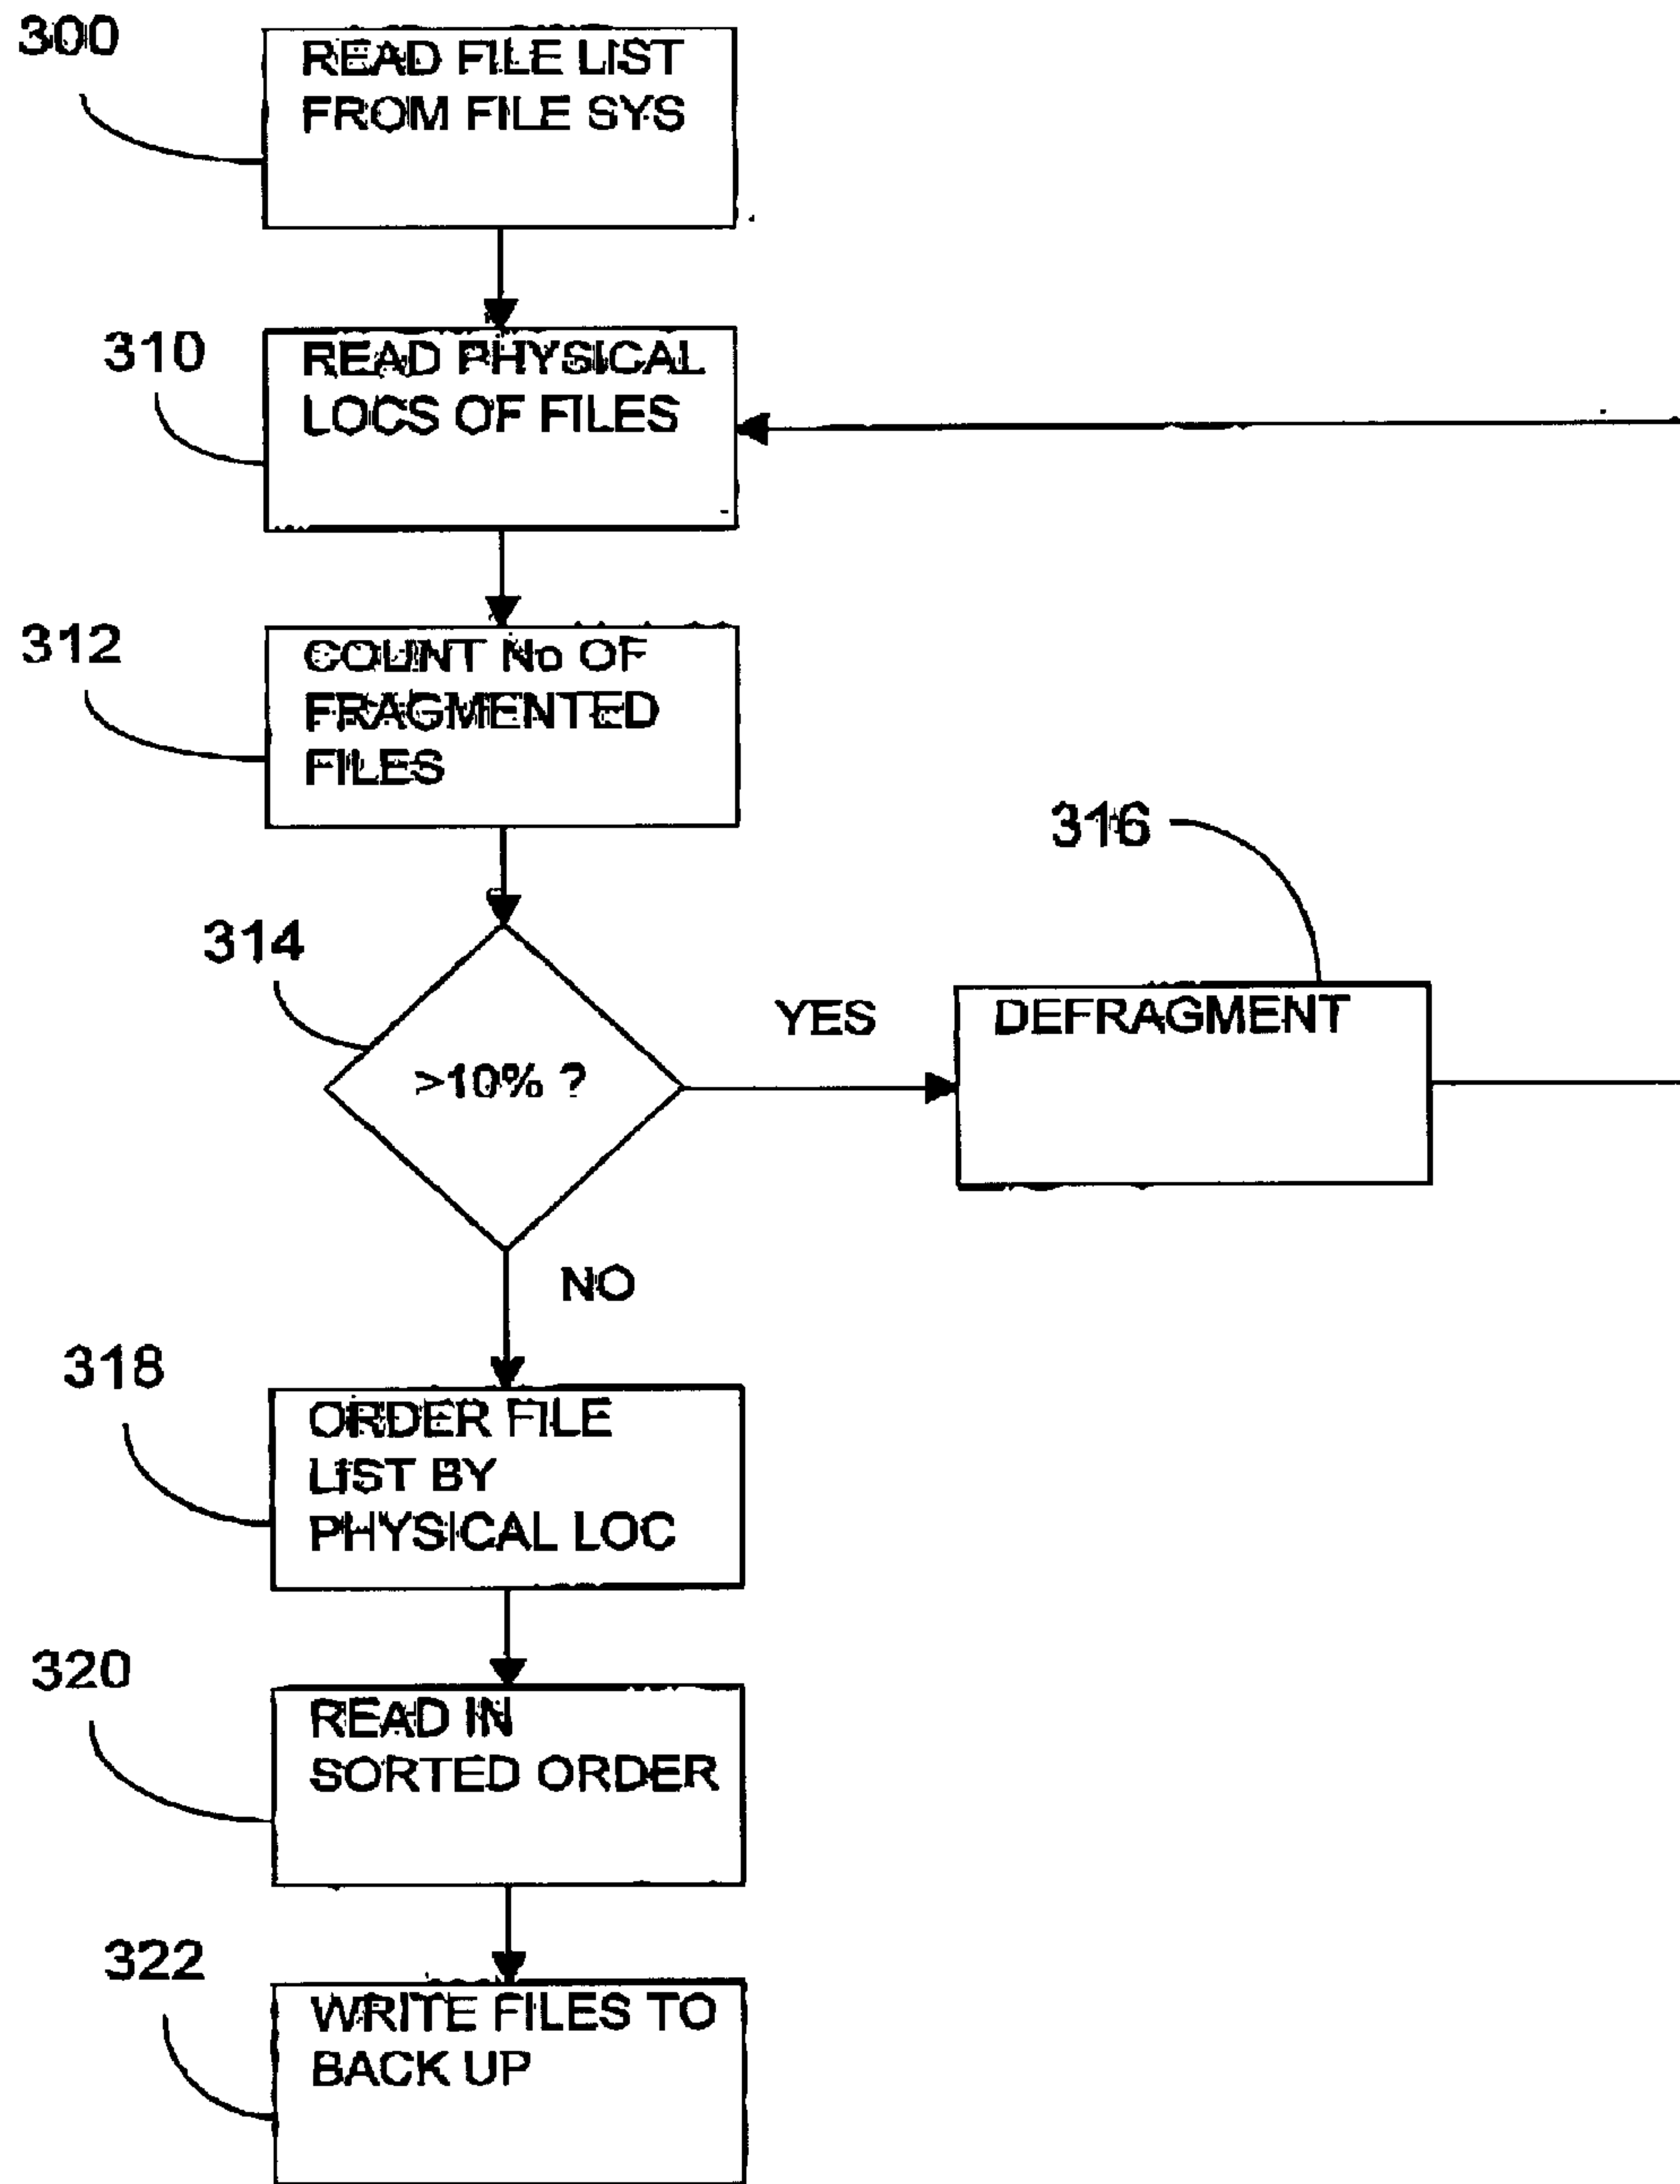 300
READ FILE LIST
FROM FILE SYS
310
READ PHYSICAL
LOCS OF FILES
312
COUNT No OF
FRAGMENTED
FILES
316
314
>10% ?
YES
DEFRAGMENT
NO
318
ORDER FILE
LIST BY
PHYSICAL LOC
320
READ IN
SORTED ORDER
322
WRITE FILES TO
BACK UP